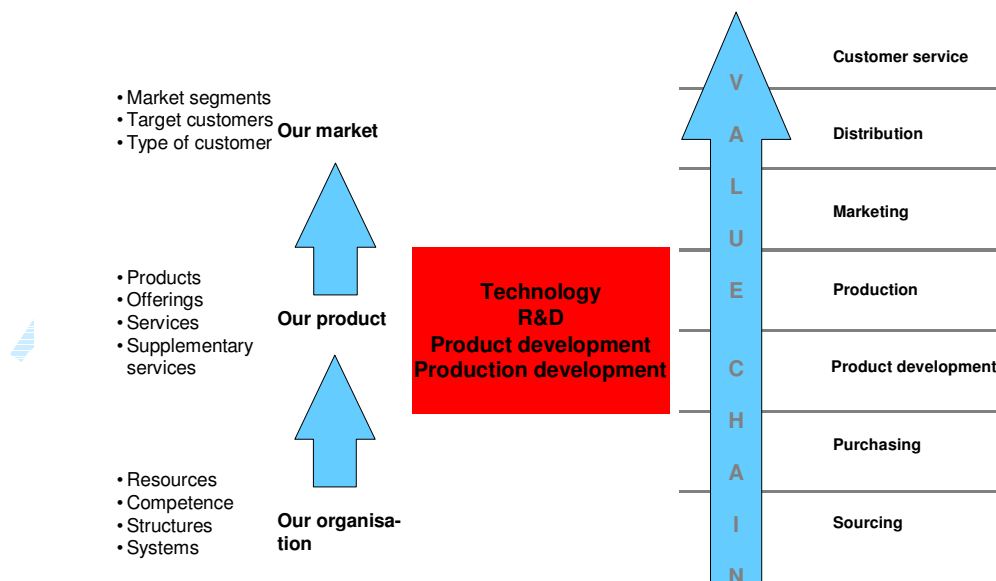 • Market segments
• Target customers
• Type of customer
Our market
• Products
• Offerings
• Services
• Supplementary
services
Our product
• Resources
• Competence
• Structures
• Systems
Our organisa-
tion
Technology
R&D
Product development
Production development
V
A
L
U
E
C
H
A
I
N
Customer service
Distribution
Marketing
Production
Product development
Purchasing
Sourcing